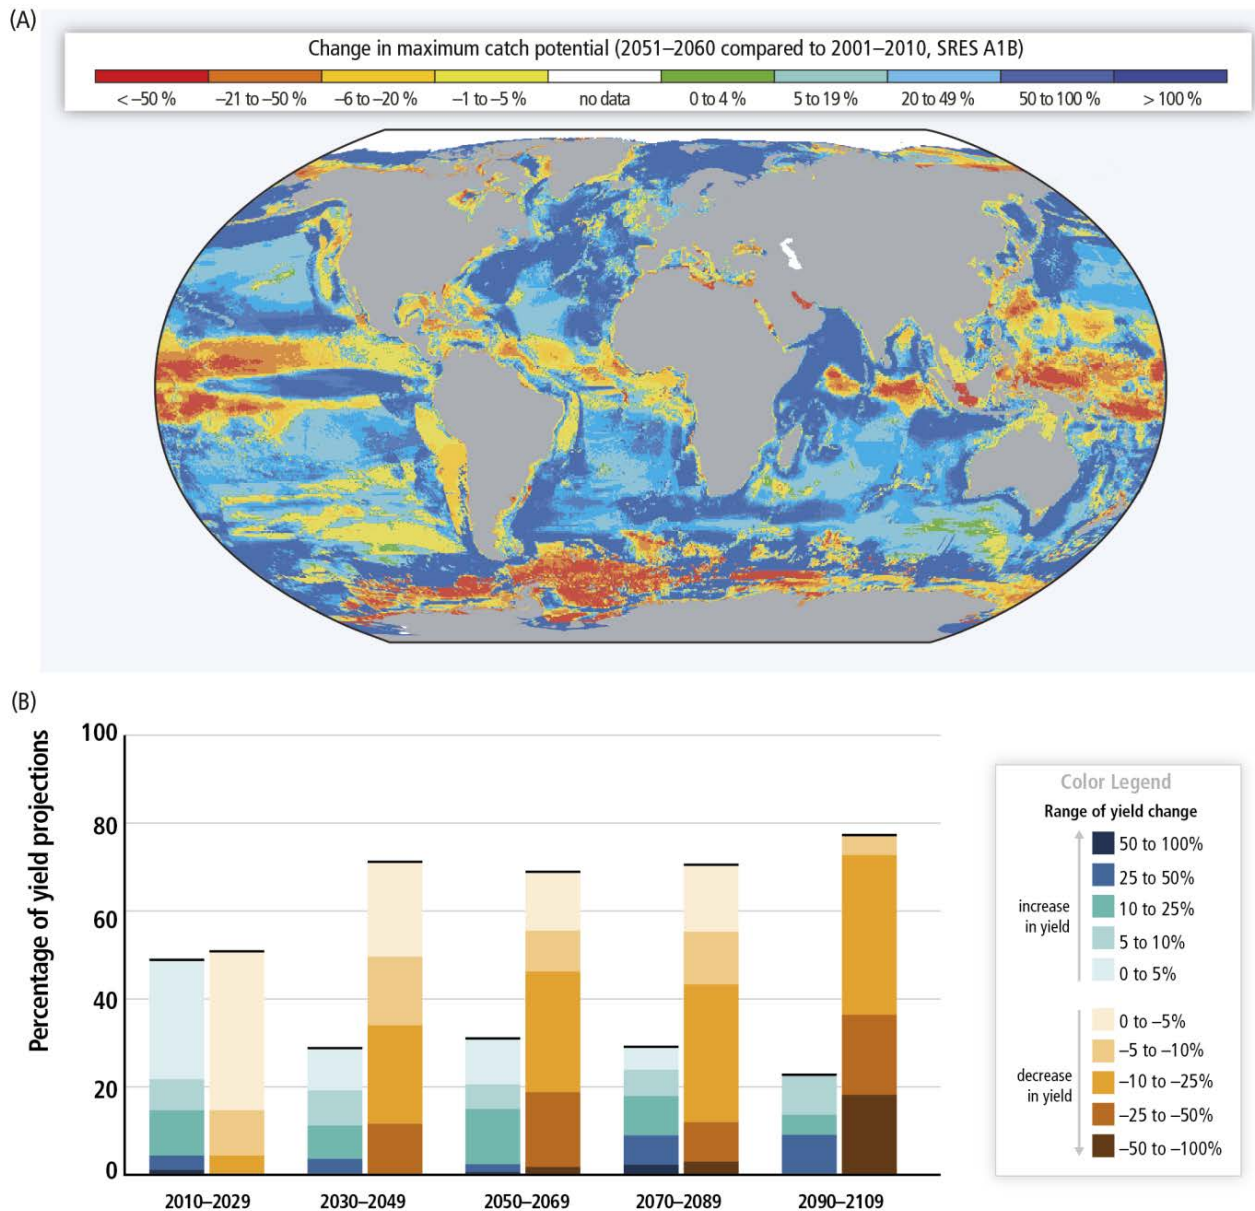 (A)
Change in maximum catch potential (2051–2060 compared to 2001–2010, SRES A1B)
< –50 % –21 to –50 % –6 to –20 % –1 to –5 % no data 0 to 4 % 5 to 19 % 20 to 49 % 50 to 100 % > 100 %
(B)
Percentage of yield projections
100
80
60
40
20
0
2010–2029 2030–2049 2050–2069 2070–2089 2090–2109
Color Legend
Range of yield change
increase
in yield
50 to 100%
25 to 50%
10 to 25%
5 to 10%
0 to 5%
decrease
in yield
0 to –5%
–5 to –10%
–10 to –25%
–25 to –50%
–50 to –100%